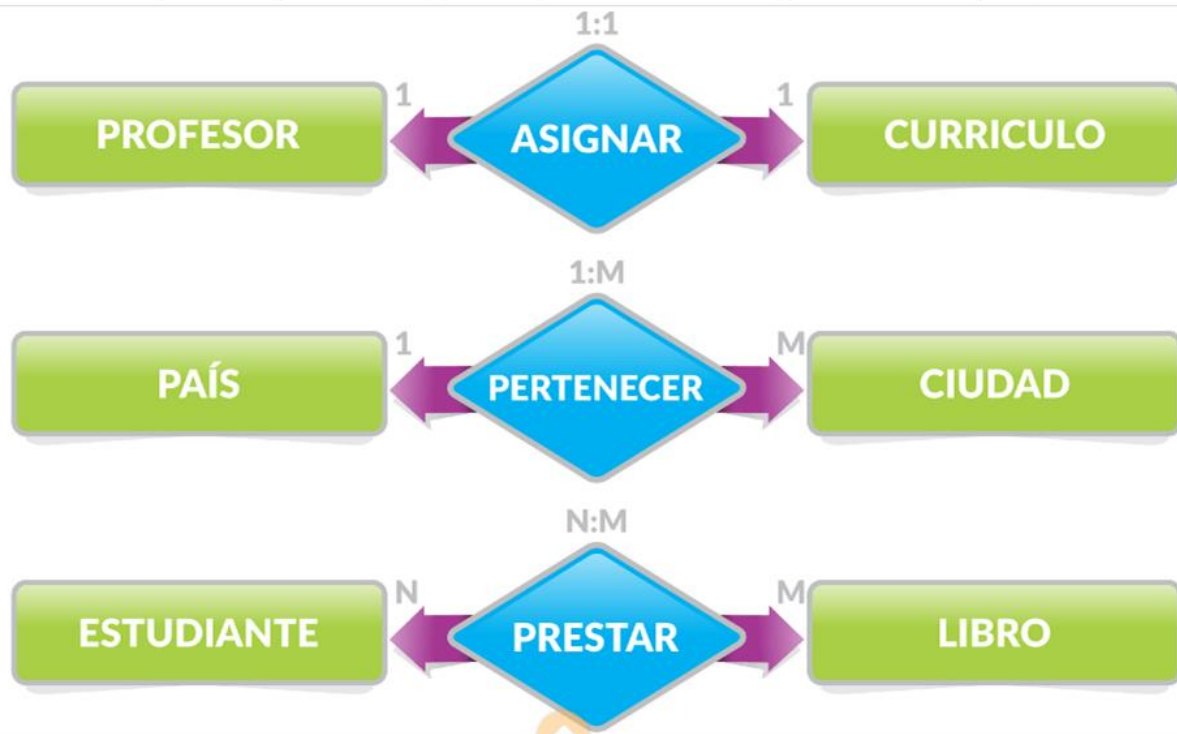 1:1
PROFESOR 1 ASIGNAR 1 CURRICULO
1:M
PAÍS 1 PERTENECER M CIUDAD
N:M
ESTUDIANTE N PRESTAR M LIBRO